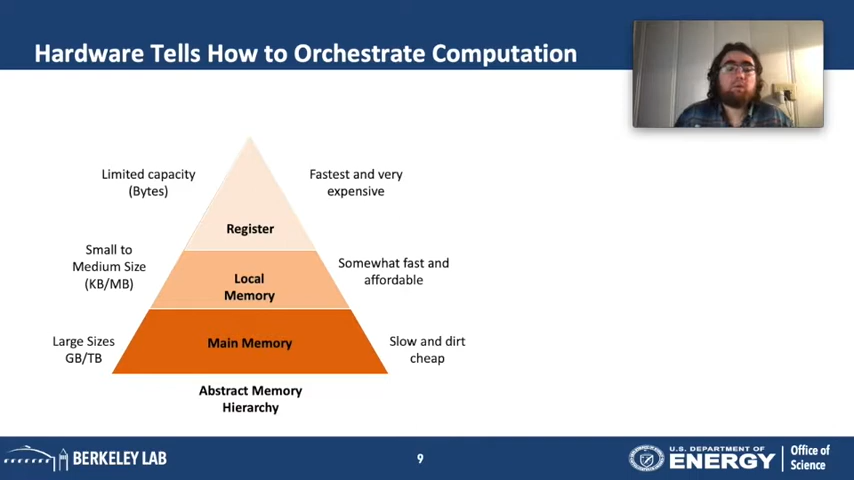 Hardware Tells How to Orchestrate Computation
Limited capacity
(Bytes)
Fastest and very
expensive
Register
Small to
Medium Size
(KB/MB)
Local
Memory
Somewhat fast and
affordable
Large Sizes
GB/TB
Main Memory
Slow and dirt
cheap
Abstract Memory
Hierarchy
BERKELEY LAB
9
U.S. DEPARTMENT OF
ENERGY
Office of
Science